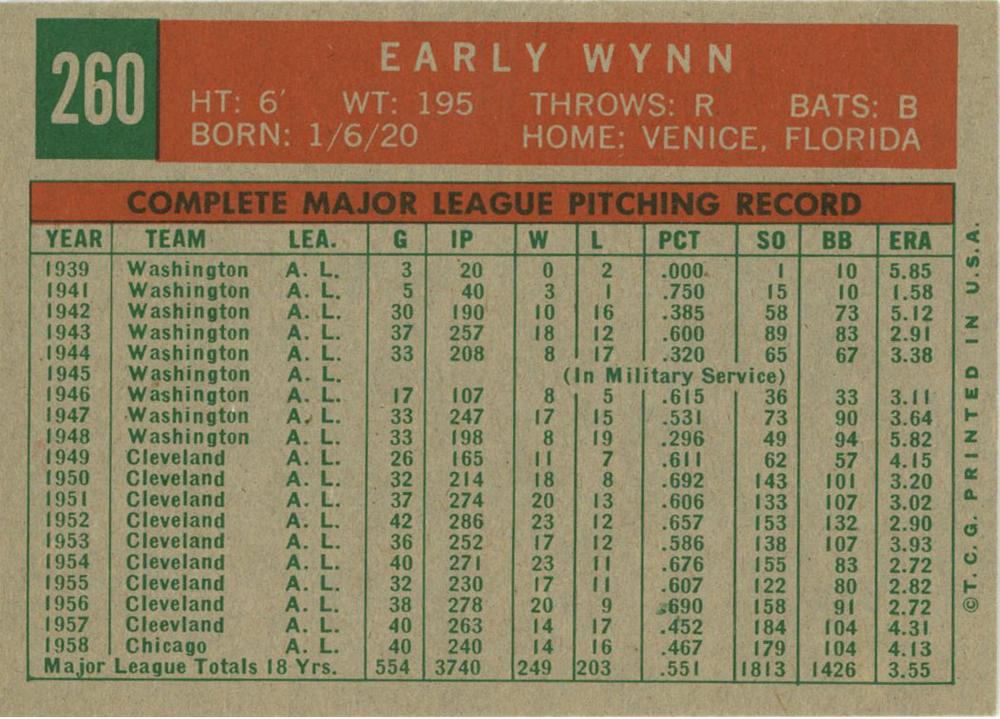 260
EARLY WYNN
HT: 6' WT: 195 THROWS: R BATS: B
BORN: 1/6/20 HOME: VENICE, FLORIDA
COMPLETE MAJOR LEAGUE PITCHING RECORD
YEAR TEAM LEA. G IP W L PCT SO BB ERA
1939 Washington A. L. 3 20 0 2 .000 1 10 5.85
1941 Washington A. L. 5 40 3 1 .750 15 10 1.58
1942 Washington A. L. 30 190 10 16 .385 58 73 5.12
1943 Washington A. L. 37 257 18 12 .600 89 83 2.91
1944 Washington A. L. 33 208 8 17 .320 65 67 3.38
1945 Washington A. L. (In Military Service)
1946 Washington A. L. 17 107 8 5 .615 36 33 3.11
1947 Washington A. L. 33 247 17 15 .531 73 90 3.64
1948 Washington A. L. 33 198 8 19 .296 49 94 5.82
1949 Cleveland A. L. 26 165 11 7 .611 62 57 4.15
1950 Cleveland A. L. 32 214 18 8 .692 143 101 3.20
1951 Cleveland A. L. 37 274 20 13 .606 133 107 3.02
1952 Cleveland A. L. 42 286 23 12 .657 153 132 2.90
1953 Cleveland A. L. 36 252 17 12 .586 138 107 3.93
1954 Cleveland A. L. 40 271 23 11 .676 155 83 2.72
1955 Cleveland A. L. 32 230 17 11 .607 122 80 2.82
1956 Cleveland A. L. 38 278 20 9 .690 158 91 2.72
1957 Cleevland A. L. 40 263 14 17 .452 184 104 4.31
1958 Chicago A. L. 40 240 14 16 .467 179 104 4.13
Major League Totals 18 Yrs. 554 3740 249 203 .551 1813 1426 3.55
©T. C. G. PRINTED IN U.S.A.